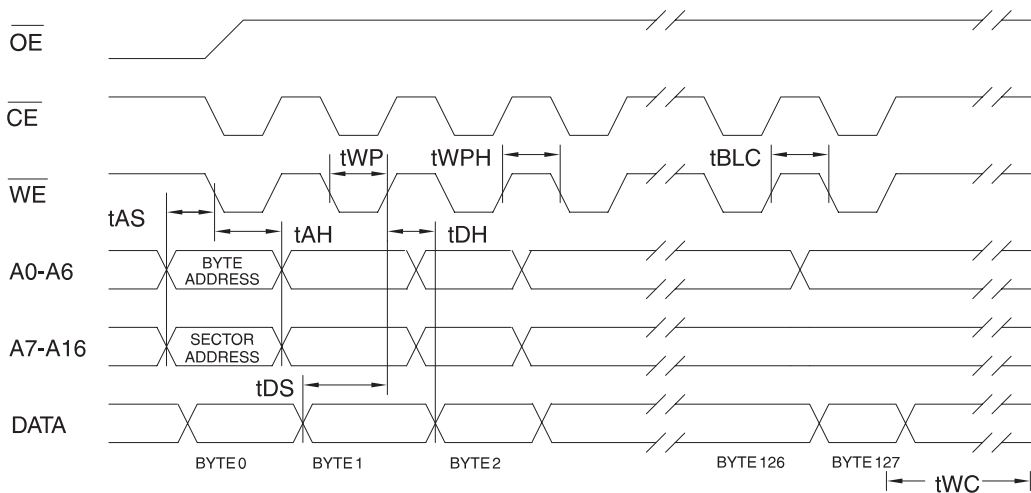 OE
CE
tWP tWPH tBLC
WE
tAS
tAH tDH
A0-A6 BYTE ADDRESS
A7-A16 SECTOR ADDRESS
tDS
DATA
BYTE 0 BYTE 1 BYTE 2 BYTE 126 BYTE 127
tWC